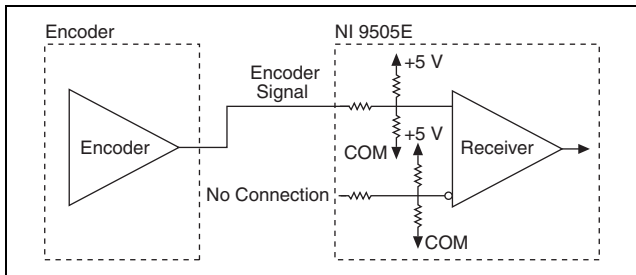 Encoder
NI 9505E
+5 V
Encoder
Signal
+5 V
Encoder
Receiver
COM
No Connection
COM